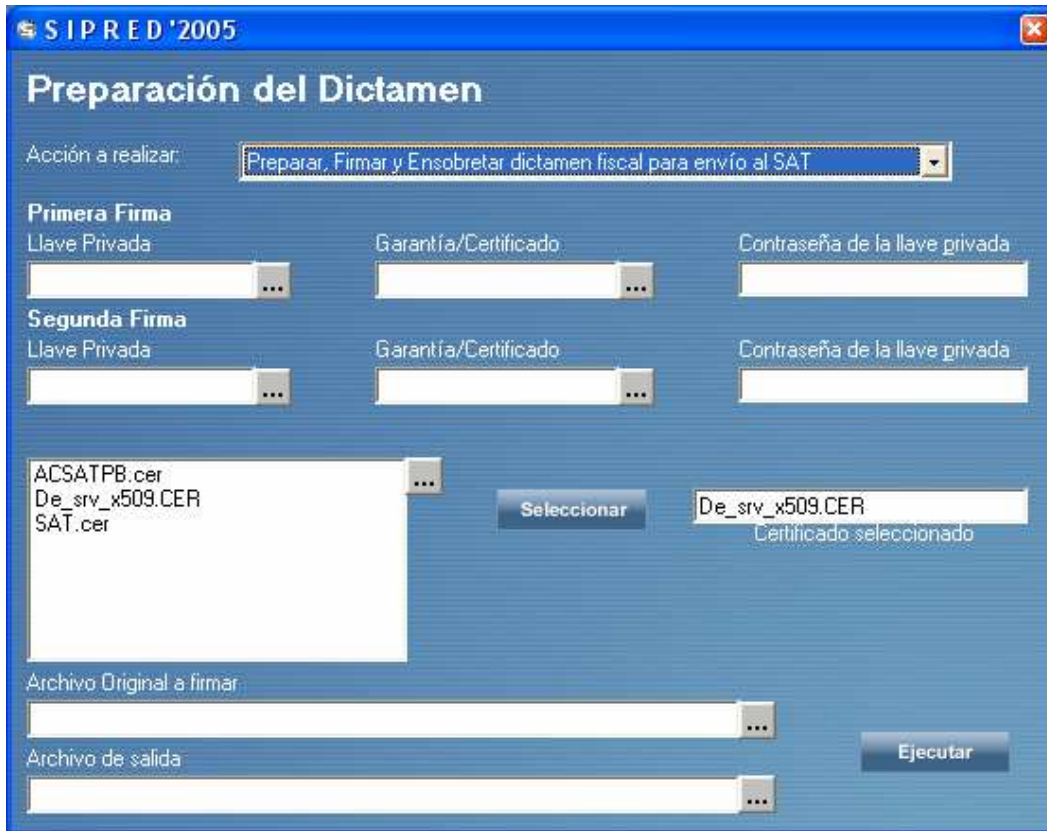 S I P R E D '2005
Preparación del Dictamen
Acción a realizar: Preparar, Firmar y Ensobretar dictamen fiscal para envío al SAT
Primera Firma
Llave Privada Garantía/Certificado Contraseña de la llave privada
... ...
Segunda Firma
Llave Privada Garantía/Certificado Contraseña de la llave privada
... ...
ACSATPB.cer ...
De_srv_x509.CER Seleccionar De_srv_x509.CER
SAT.cer Certificado seleccionado
Archivo Original a firmar
...
Archivo de salida Ejecutar
...